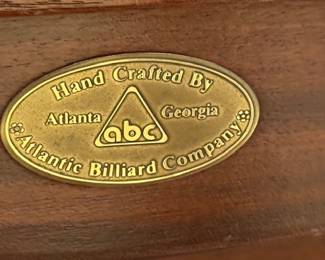 Hand Crafted By
Atlanta Georgia
abc
Atlantic Billiard Company